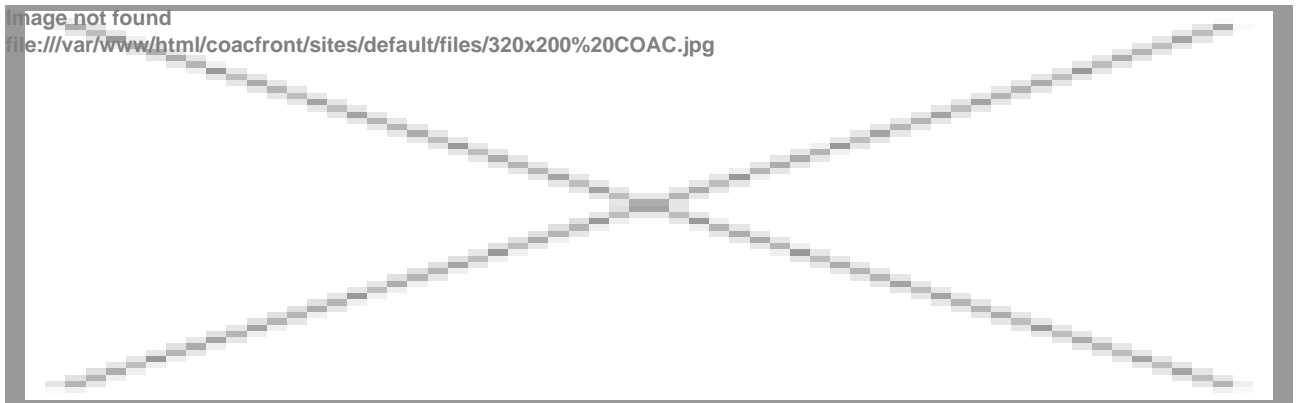 Image not found
file:///var/www/html/coacfront/sites/default/files/320x200%20COAC.jpg